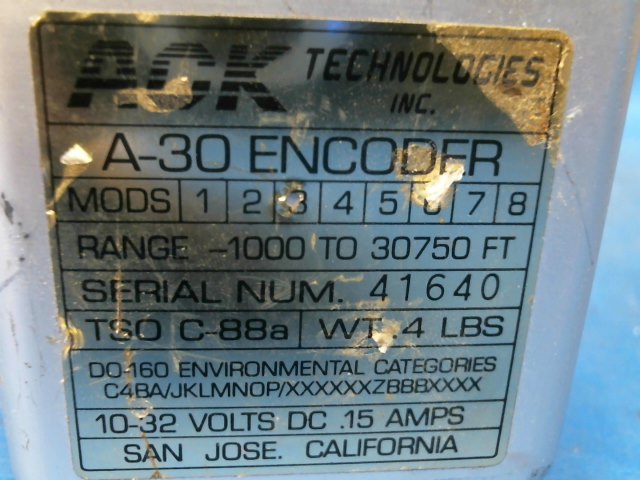 ACK TECHNOLOGIES
INC.
A-30 ENCODER
MODS 1 2 3 4 5 6 7 8
RANGE -1000 TO 30750 FT
SERIAL NUM. 41640
TSO C-88a WT .4 LBS
DO-160 ENVIRONMENTAL CATEGORIES
C4BA/JKLMNOP/XXXXXXZBBBXXXX
10-32 VOLTS DC .15 AMPS
SAN JOSE. CALIFORNIA